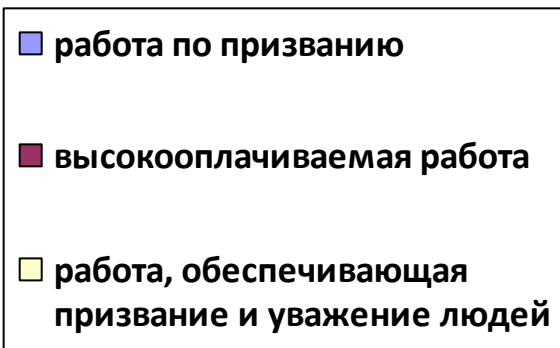 работа по призванию
высокооплачиваемая работа
работа, обеспечивающая
призвание и уважение людей